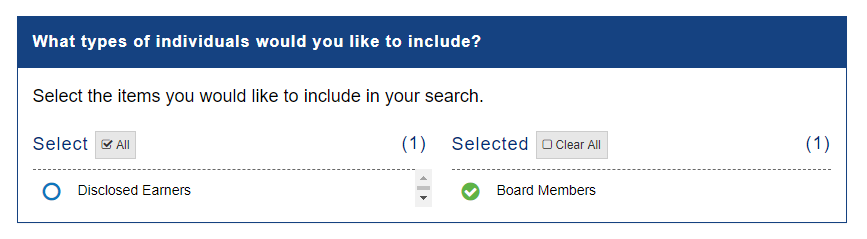 What types of individuals would you like to include?
Select the items you would like to include in your search.
Select All (1) Selected Clear All (1)
Disclosed Earners Board Members